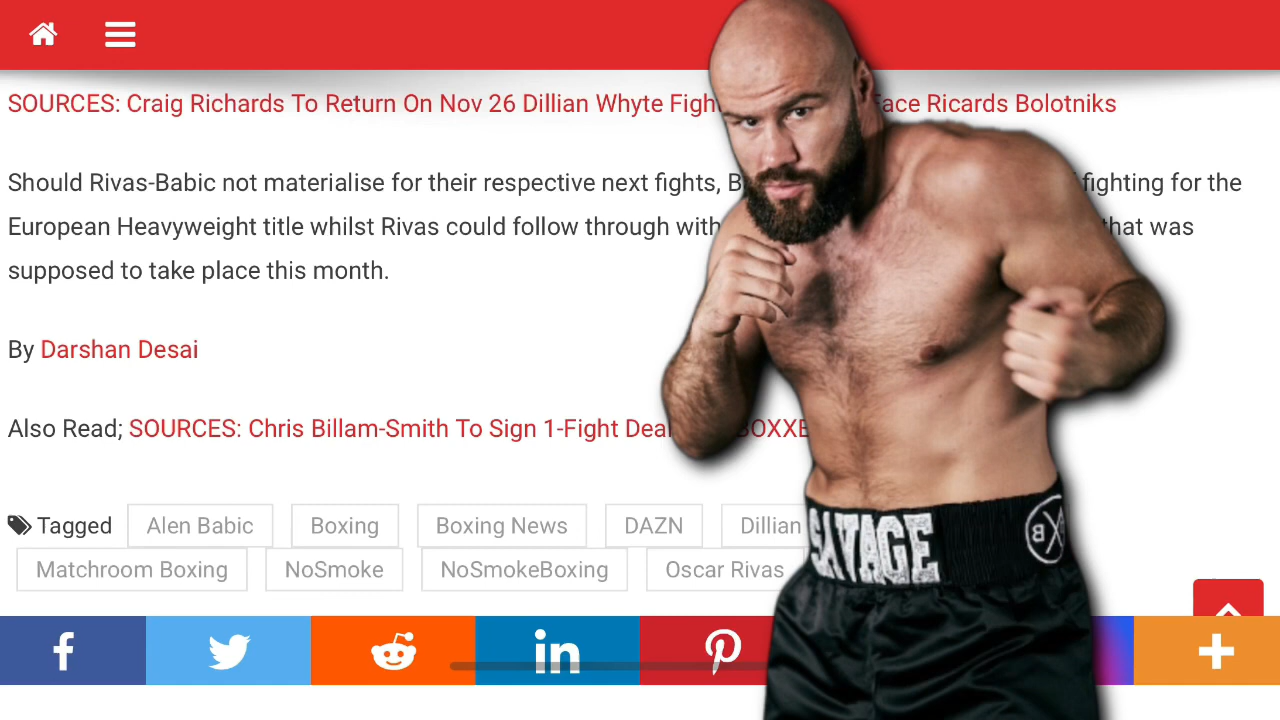 SOURCES: Craig Richards To Return On Nov 26 Dillian Whyte Face Ricards Bolotniks
Should Rivas-Babic not materialise for their respective next fights, fighting for the
European Heavyweight title whilst Rivas could follow through with that was
supposed to take place this month.
By Darshan Desai
Also Read; SOURCES: Chris Billam-Smith To Sign 1-Fight Deal
Tagged Alen Babic Boxing Boxing News DAZN Dillian
Matchroom Boxing NoSmoke NoSmokeBoxing Oscar Rivas
SAVAGE